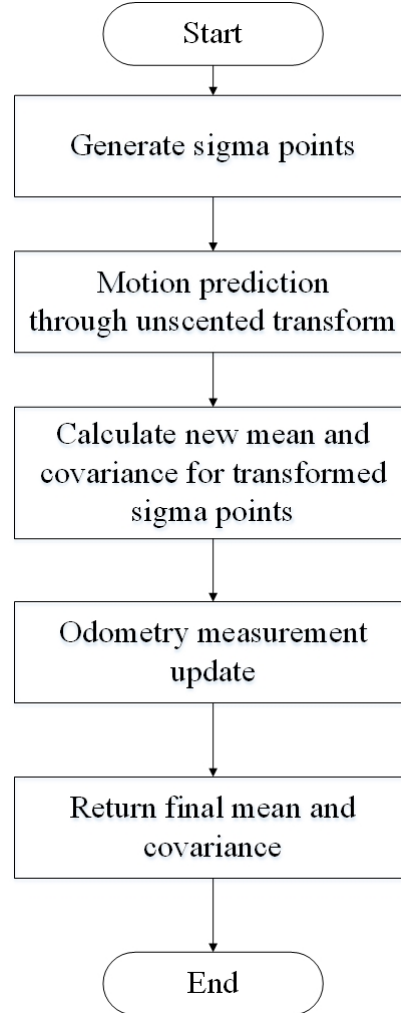 Start
Generate sigma points
Motion prediction
through unscented transform
Calculate new mean and
covariance for transformed
sigma points
Odometry measurement
update
Return final mean and
covariance
End